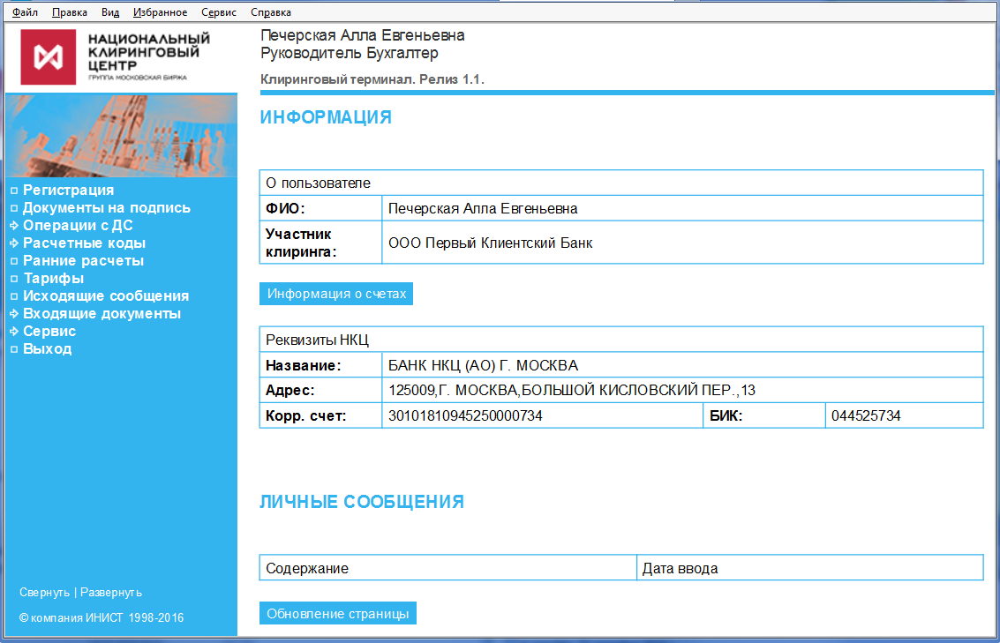 Файл Правка Вид Избранное Сервис Справка
НАЦИОНАЛЬНЫЙ
КЛИРИНГОВЫЙ
ЦЕНТР
ГРУППА МОСКОВСКАЯ БИРЖА
Печерская Алла Евгеньевна
Руководитель Бухгалтер
Клиринговый терминал. Релиз 1.1.
Регистрация
Документы на подпись
Операции с ДС
Расчетные коды
Ранние расчеты
Тарифы
Исходящие сообщения
Входящие документы
Сервис
Выход
Свернуть | Развернуть
© компания ИНИСТ 1998-2016
ИНФОРМАЦИЯ
О пользователе
ФИО: Печерская Алла Евгеньевна
Участник
клиринга: ООО Первый Клиентский Банк
Информация о счетах
Реквизиты НКЦ
Название: БАНК НКЦ (АО) Г. МОСКВА
Адрес: 125009,Г. МОСКВА,БОЛЬШОЙ КИСЛОВСКИЙ ПЕР.,13
Корр. счет: 30101810945250000734 БИК: 044525734
ЛИЧНЫЕ СООБЩЕНИЯ
Содержание Дата ввода
Обновление страницы